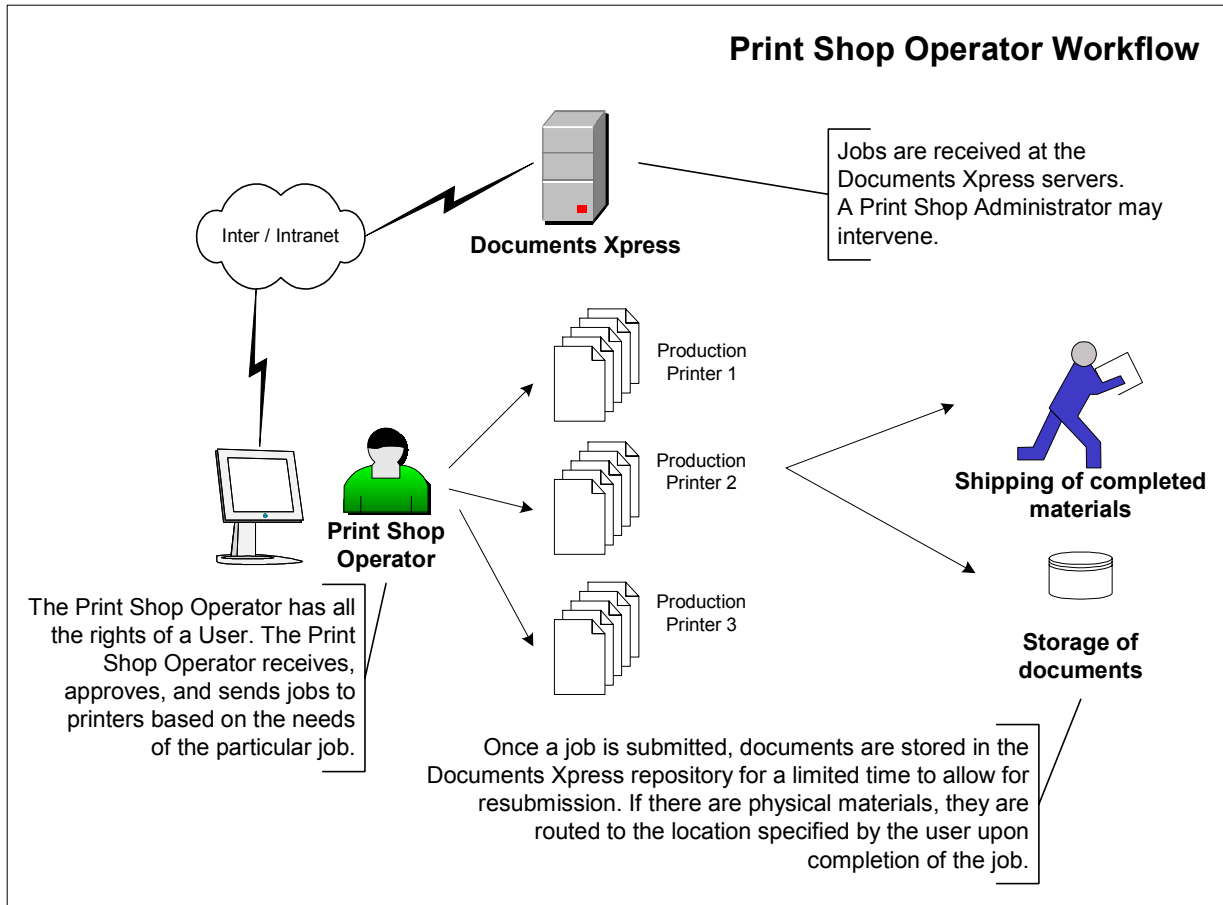 Print Shop Operator Workflow
Jobs are received at the
Documents Xpress servers.
A Print Shop Administrator may
intervene.
Inter / Intranet
Documents Xpress
Production
Printer 1
Production
Printer 2
Shipping of completed
materials
Print Shop
Operator
The Print Shop Operator has all
the rights of a User. The Print
Shop Operator receives,
approves, and sends jobs to
printers based on the needs
of the particular job.
Production
Printer 3
Storage of
documents
Once a job is submitted, documents are stored in the
Documents Xpress repository for a limited time to allow for
resubmission. If there are physical materials, they are
routed to the location specified by the user upon
completion of the job.